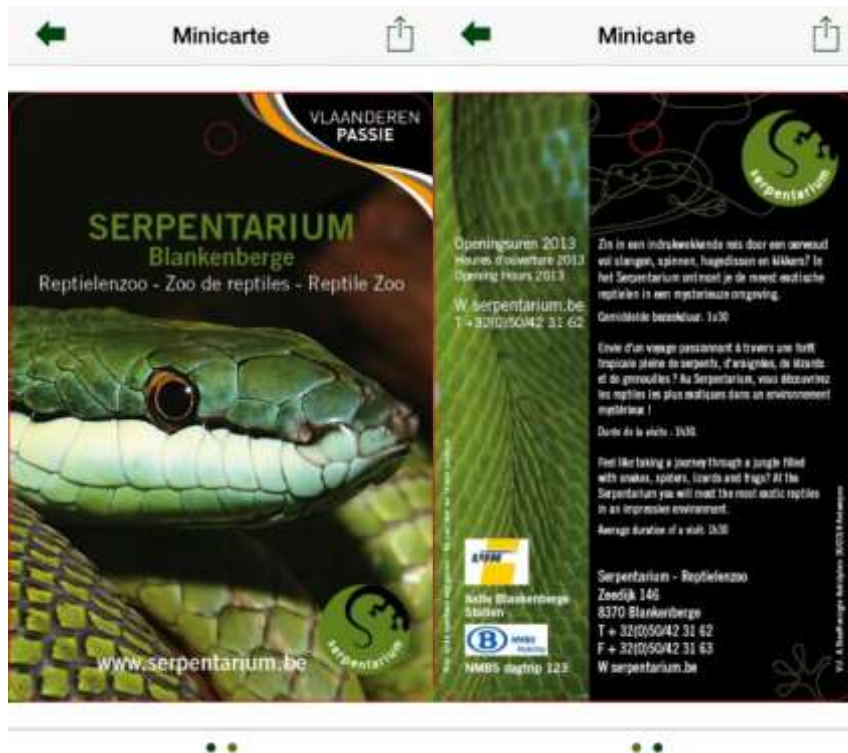 Minicarte
VLAANDEREN
PASSIE
SERPENTARIUM
Blankenberge
Reptielenzoo - Zoo de reptiles - Reptile Zoo
www.serpentarium.be
serpentarium
Minicarte
serpentarium
Openingsuren 2013
Heures d'ouverture 2013
Opening Hours 2013
W serpentarium.be
T +32(0)50/42 31 62
halte Blankenberge
Station
B NMBS
NMBS dagtrip 123
Zin in een indrukwekkende reis door een oerwoud
vol slangen, spinnen, hagedissen en kikkers? In
het Serpentarium ontmoet je de meest exotische
reptielen in een mysterieuze omgeving.
Gemiddelde bezoekduur: 1u30
Envie d'un voyage passionnant à travers une forêt
tropicale pleine de serpents, d'araignées, de lézards
et de grenouilles ? Au Serpentarium, vous découvrirez
les reptiles les plus exotiques dans un environnement
mystérieux !
Durée de la visite : 1h30.
Feel like taking a journey through a jungle filled
with snakes, spiders, lizards and frogs? At the
Serpentarium you will meet the most exotic reptiles
in an impressive environment.
Average duration of a visit: 1h30
Serpentarium - Reptielenzoo
Zeedijk 146
8370 Blankenberge
T + 32(0)50/42 31 62
F + 32(0)50/42 31 63
W serpentarium.be